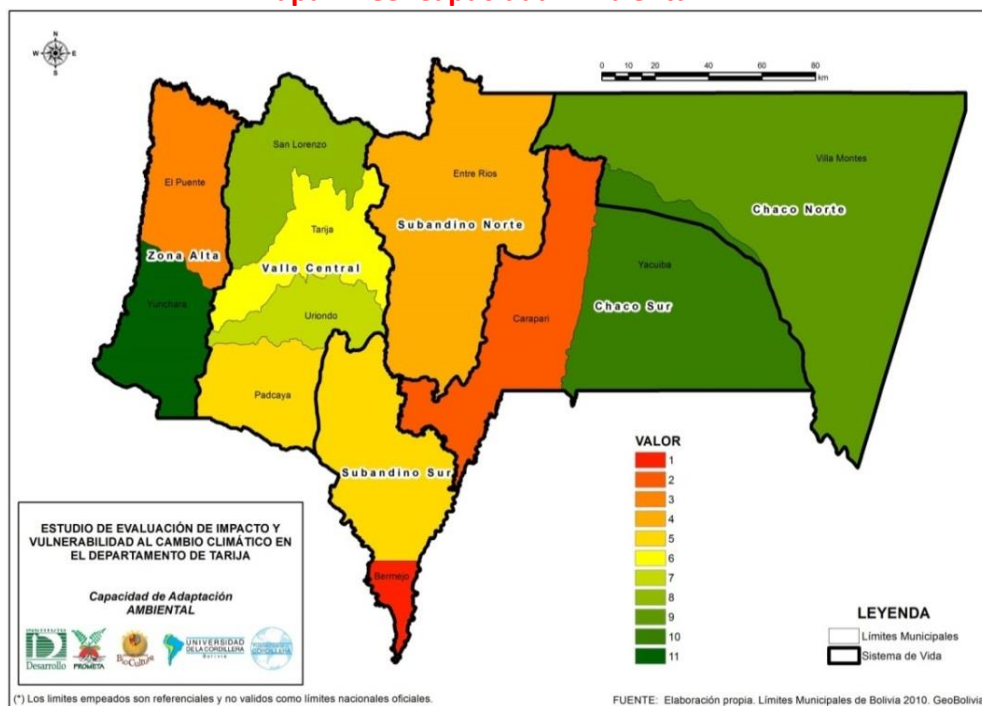 N
W
E
S
0
20
40
60
80
km
San Lorenzo
El Puente
Entre Rios
Villa Montes
Chaco Norte
Tarija
Subandino Norte
Zona Alta
Valle Central
Yacuiba
Yunchara
Chaco Sur
Uriondo
Carapari
Padcaya
Subandino Sur
Bermejo
VALOR
1
2
3
4
5
6
7
8
9
10
11
ESTUDIO DE EVALUACIÓN DE IMPACTO Y
VULNERABILIDAD AL CAMBIO CLIMÁTICO EN
EL DEPARTAMENTO DE TARIJA
Capacidad de Adaptación
AMBIENTAL
Desarrollo
PROMETA
BioCultura
UNIVERSIDAD
DE LA CORDILLERA
Bolivia
CORDILLERA
LEYENDA
Límites Municipales
Sistema de Vida
(*) Los limites empeados son referenciales y no validos como límites nacionales oficiales.
FUENTE: Elaboración propia. Límites Municipales de Bolivia 2010. GeoBolivia